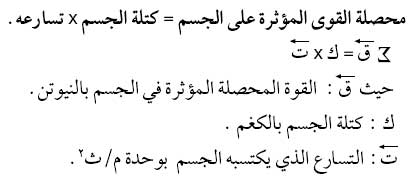 محصلة القوى المؤثرة على الجسم = كتلة الجسم x تسارعه .
∑ ق⃖ = ك x ت⃖
حيث ق⃖ : القوة المحصلة المؤثرة في الجسم بالنيوتن .
ك : كتلة الجسم بالكغم .
ت⃖ : التسارع الذي يكتسبه الجسم بوحدة م/ث٢ .